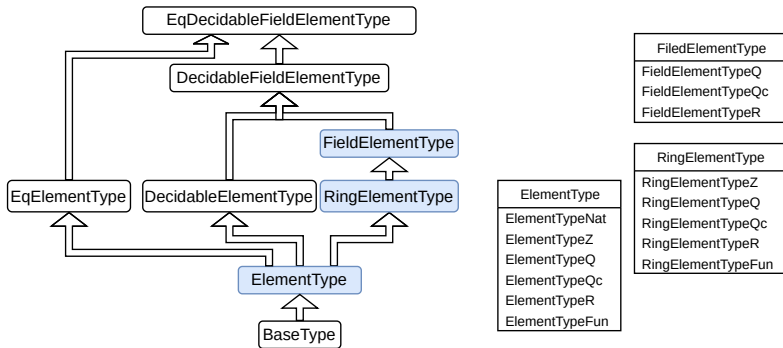 EqDecidableFieldElementType
DecidableFieldElementType
FieldElementType
EqElementType
DecidableElementType
RingElementType
ElementType
BaseType
ElementType
ElementTypeNat
ElementTypeZ
ElementTypeQ
ElementTypeQc
ElementTypeR
ElementTypeFun
FiledElementType
FieldElementTypeQ
FieldElementTypeQc
FieldElementTypeR
RingElementType
RingElementTypeZ
RingElementTypeQ
RingElementTypeQc
RingElementTypeR
RingElementTypeFun